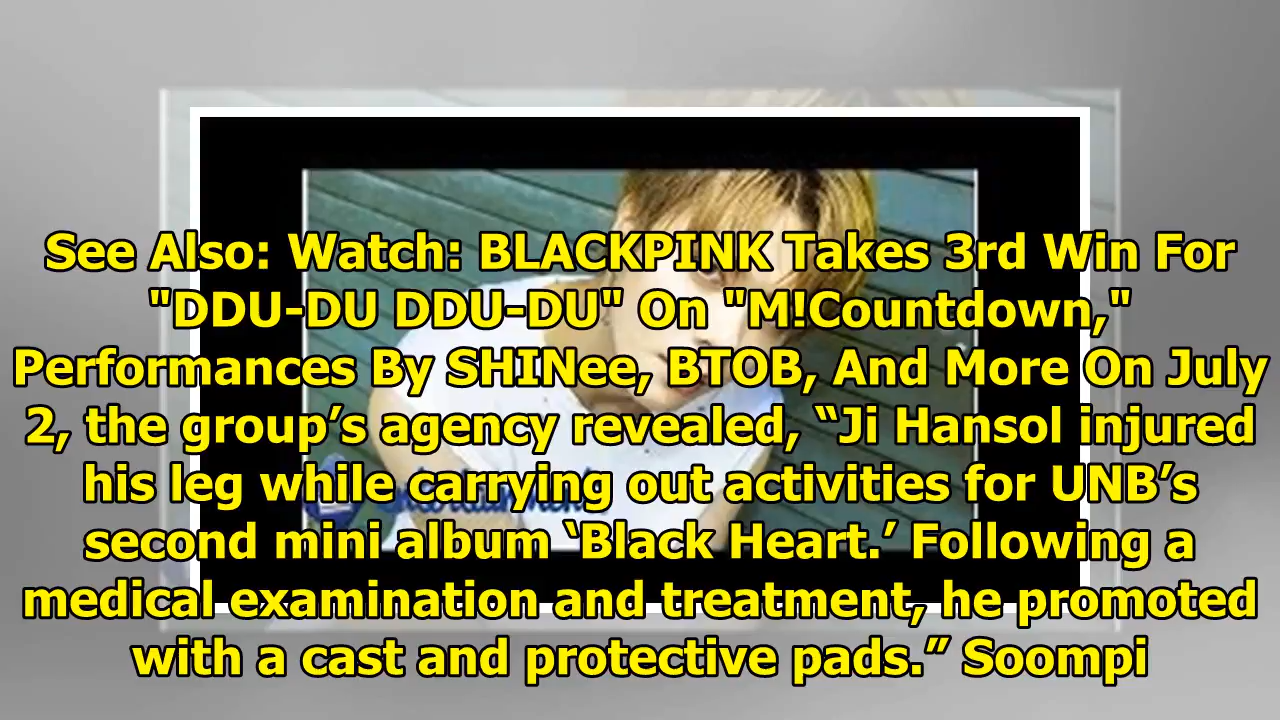 See Also: Watch: BLACKPINK Takes 3rd Win For
"DDU-DU DDU-DU" On "M!Countdown,"
Performances By SHINee, BTOB, And More On July
2, the group’s agency revealed, “Ji Hansol injured
his leg while carrying out activities for UNB’s
second mini album ‘Black Heart.’ Following a
medical examination and treatment, he promoted
with a cast and protective pads.” Soompi